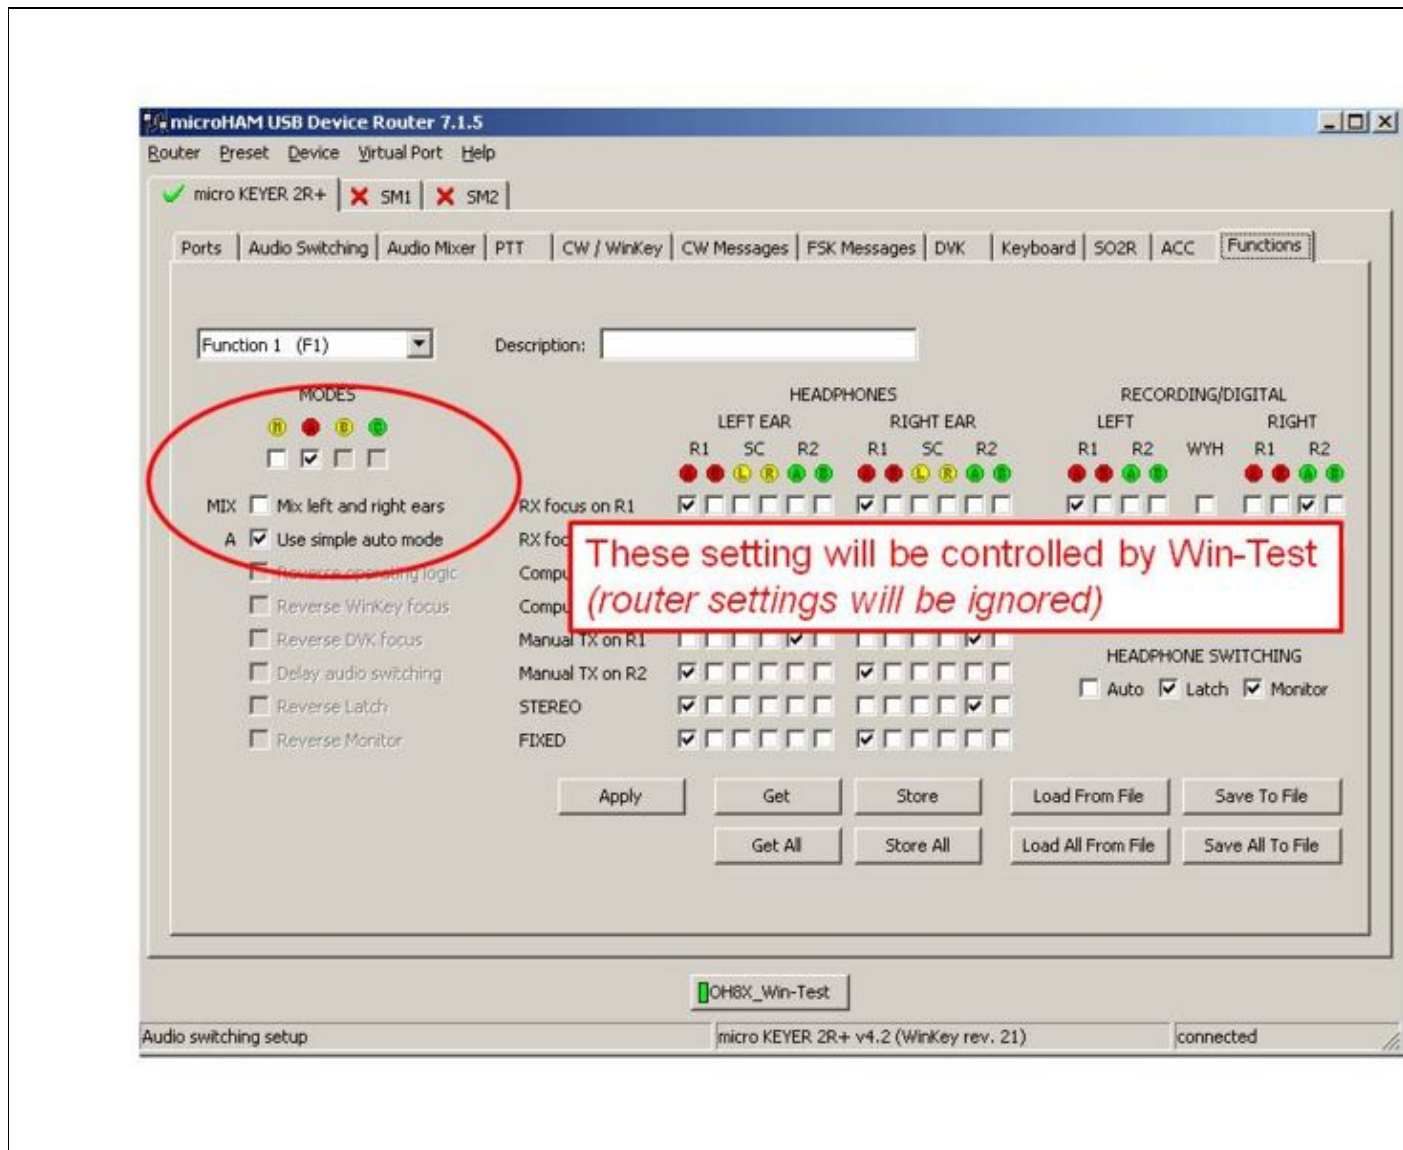 microHAM USB Device Router 7.1.5
Router Preset Device Virtual Port Help
micro KEYER 2R+ SM1 SM2
Ports Audio Switching Audio Mixer PTT CW / WinKey CW Messages FSK Messages DVK Keyboard SO2R ACC Functions
Function 1 (F1) Description:
MODES HEADPHONES RECORDING/DIGITAL
LEFT EAR RIGHT EAR LEFT RIGHT
R1 SC R2 R1 SC R2 R1 R2 WYH R1 R2
MIX Mix left and right ears RX focus on R1
A Use simple auto mode RX foc
These setting will be controlled by Win-Test
(router settings will be ignored)
Reverse operating logic Compu
Reverse WinKey focus Compu
Reverse DVK focus Manual TX on R1
Delay audio switching Manual TX on R2
HEADPHONE SWITCHING
Auto Latch Monitor
Reverse Latch STEREO
Reverse Monitor FIXED
Apply Get Store Load From File Save To File
Get All Store All Load All From File Save All To File
OH8X_Win-Test
Audio switching setup micro KEYER 2R+ v4.2 (WinKey rev. 21) connected